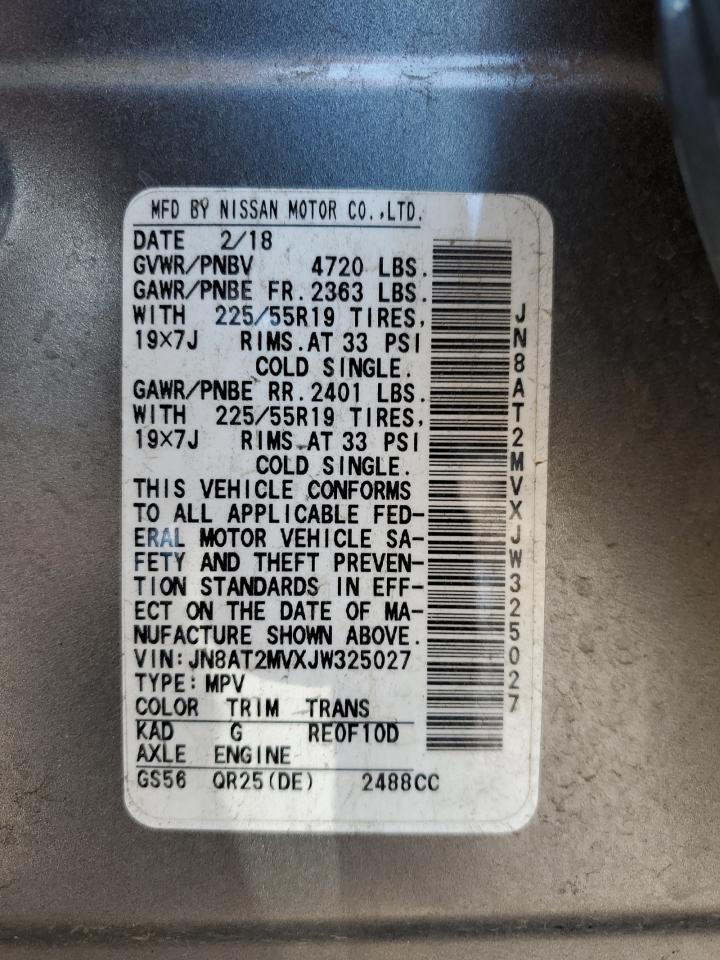 MFD BY NISSAN MOTOR CO.,LTD.
DATE 2/18
GVWR/PNBV 4720 LBS.
GAWR/PNBE FR.2363 LBS.
WITH 225/55R19 TIRES,
19×7J RIMS.AT 33 PSI
COLD SINGLE.
GAWR/PNBE RR.2401 LBS.
WITH 225/55R19 TIRES,
19×7J RIMS.AT 33 PSI
COLD SINGLE.
THIS VEHICLE CONFORMS
TO ALL APPLICABLE FED-
ERAL MOTOR VEHICLE SA-
FETY AND THEFT PREVEN-
TION STANDARDS IN EFF-
ECT ON THE DATE OF MA-
NUFACTURE SHOWN ABOVE.
VIN:JN8AT2MVXJW325027
TYPE:MPV
COLOR TRIM TRANS
KAD G RE0F10D
AXLE ENGINE
GS56 QR25(DE) 2488CC
JN8AT2MVXJW325027